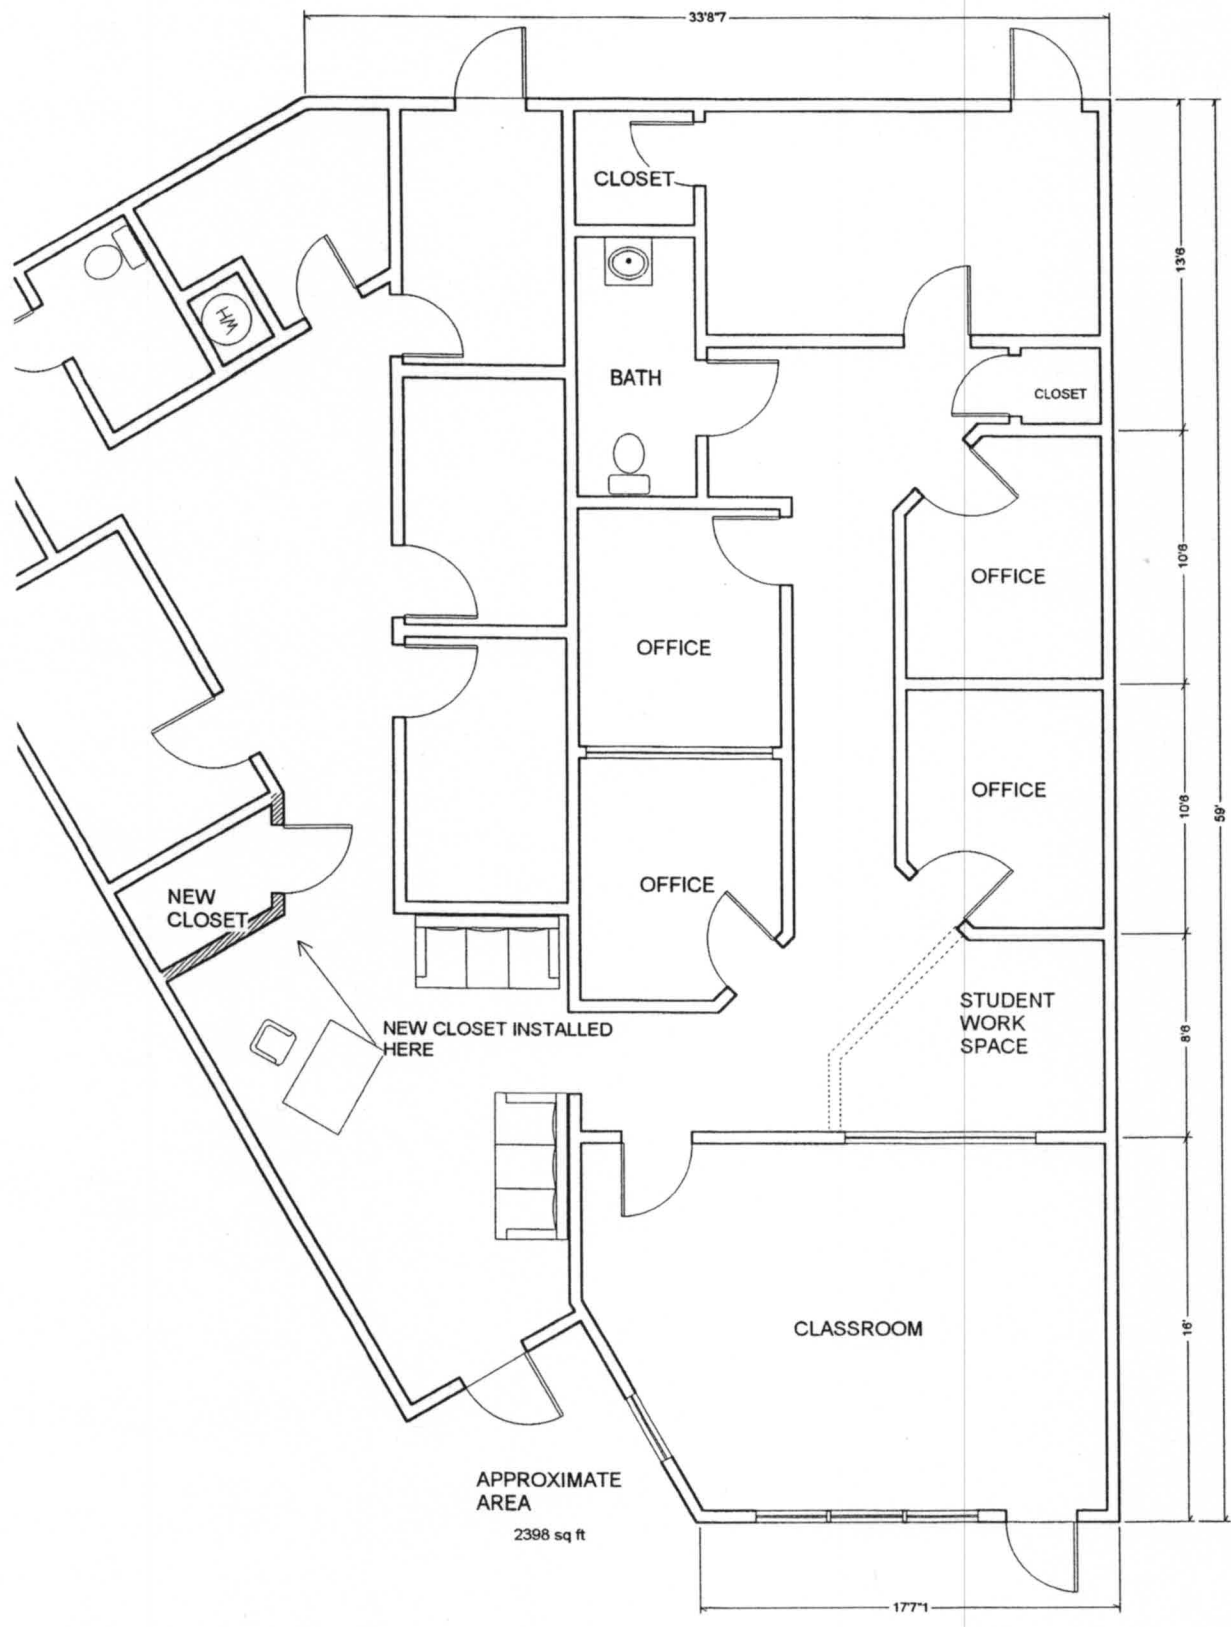 33'8"7
CLOSET
13'6
WH
BATH
CLOSET
10'6
OFFICE
OFFICE
OFFICE
10'6
59'
OFFICE
NEW
CLOSET
STUDENT
WORK
SPACE
NEW CLOSET INSTALLED
HERE
8'6
CLASSROOM
16'
APPROXIMATE
AREA
2398 sq ft
17'7"1